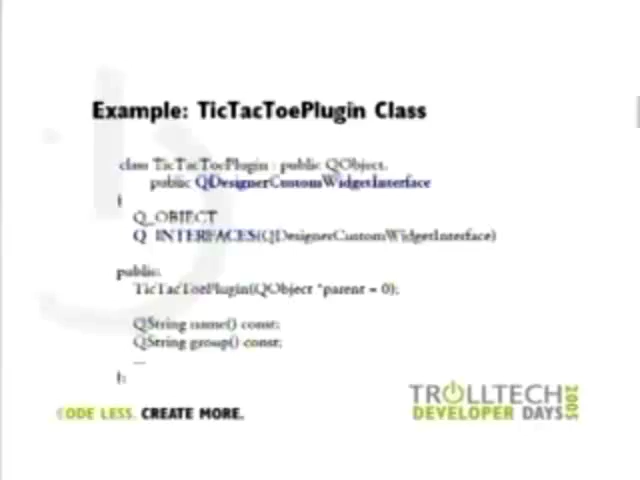 Example: TicTacToePlugin Class
class TicTacToePlugin : public QObject,
public QDesignerCustomWidgetInterface
{
Q_OBJECT
Q_INTERFACES(QDesignerCustomWidgetInterface)
public:
TicTacToePlugin(QObject *parent = 0);
QString name() const;
QString group() const;
...
};
CODE LESS. CREATE MORE.
TROLLTECH
DEVELOPER DAYS 2005